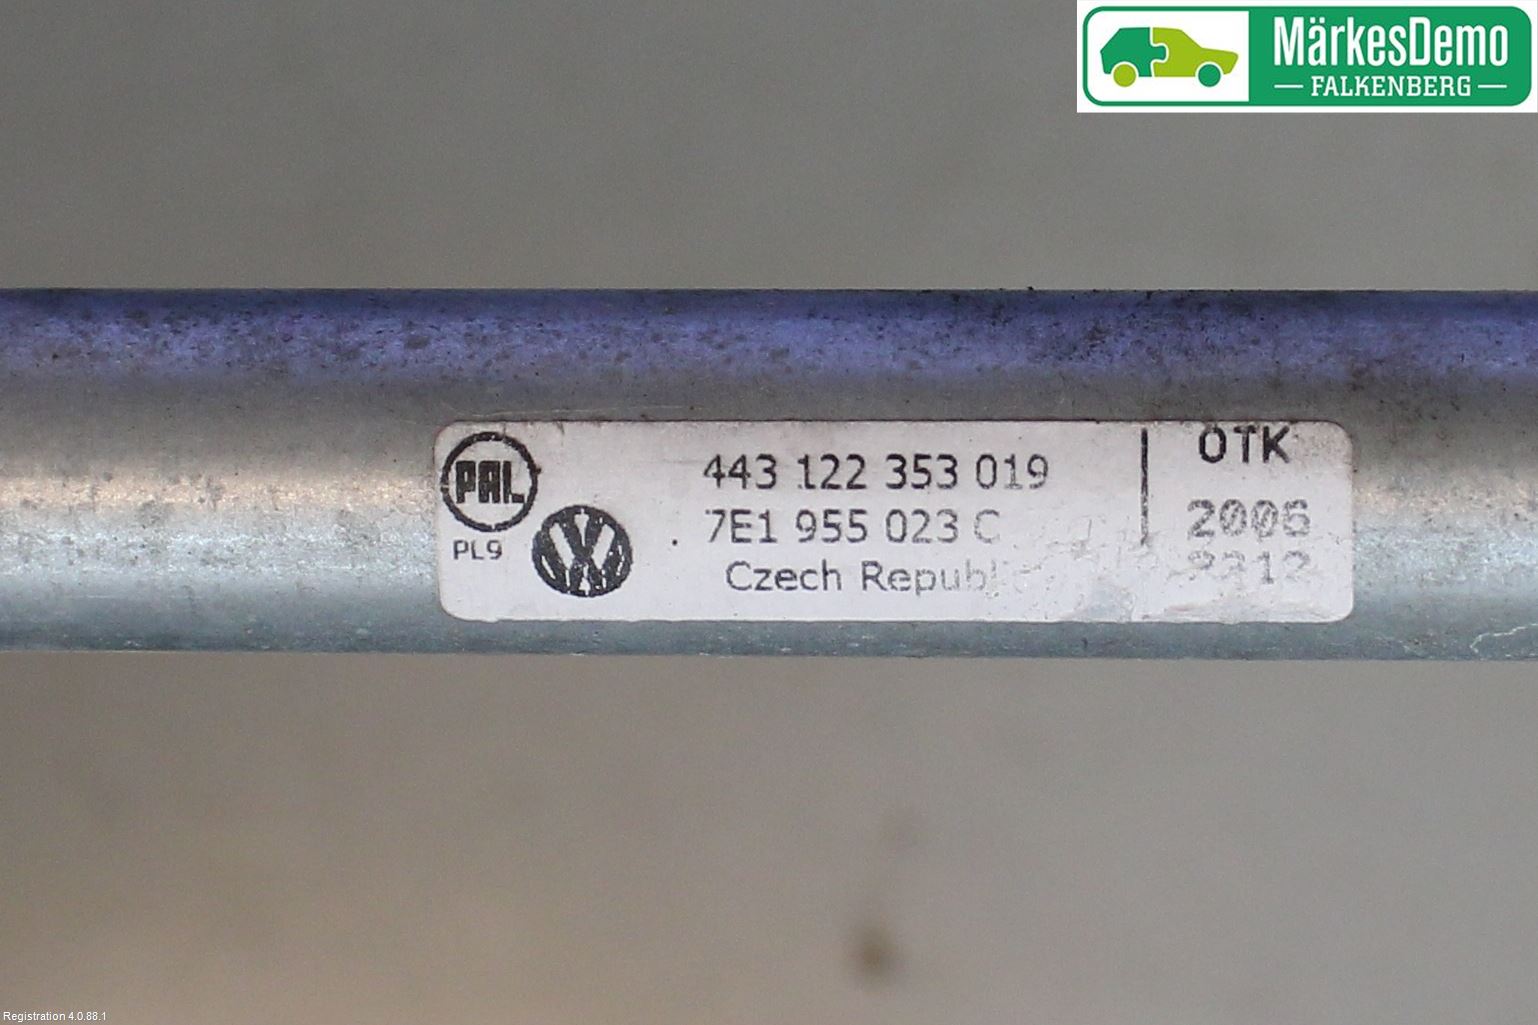 MärkesDemo
FALKENBERG
PAL
PL9
443 122 353 019
7E1 955 023 C
Czech Republic
OTK
2006
Registration 4.0.88.1